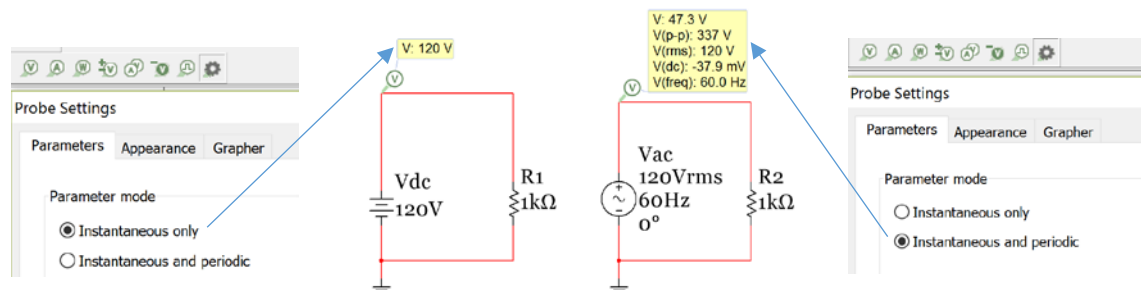 Probe Settings
Parameters Appearance Grapher
Parameter mode
Instantaneous only
Instantaneous and periodic
V: 120 V
V
Vdc
120V
R1
1kΩ
V: 47.3 V
V(p-p): 337 V
V(rms): 120 V
V(dc): -37.9 mV
V(freq): 60.0 Hz
V
Vac
120Vrms
60Hz
0°
R2
1kΩ
Probe Settings
Parameters Appearance Grapher
Parameter mode
Instantaneous only
Instantaneous and periodic